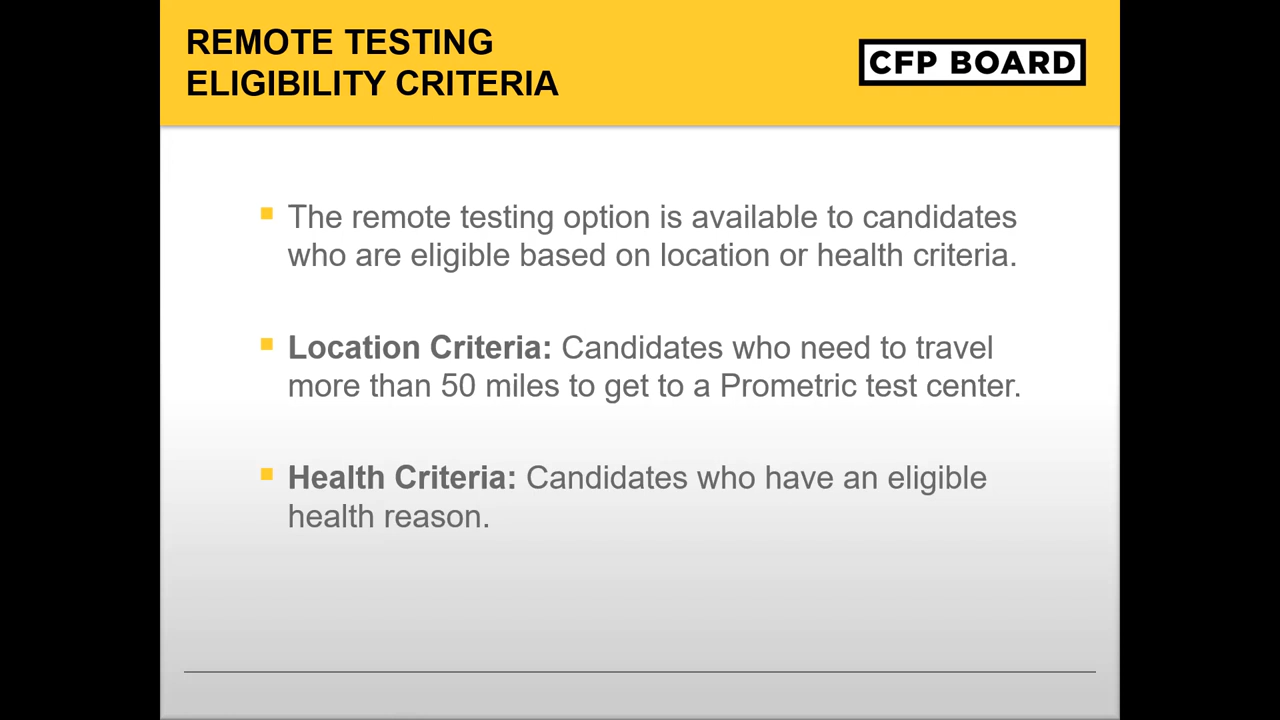 REMOTE TESTING
ELIGIBILITY CRITERIA
CFP BOARD
The remote testing option is available to candidates
who are eligible based on location or health criteria.
Location Criteria: Candidates who need to travel
more than 50 miles to get to a Prometric test center.
Health Criteria: Candidates who have an eligible
health reason.